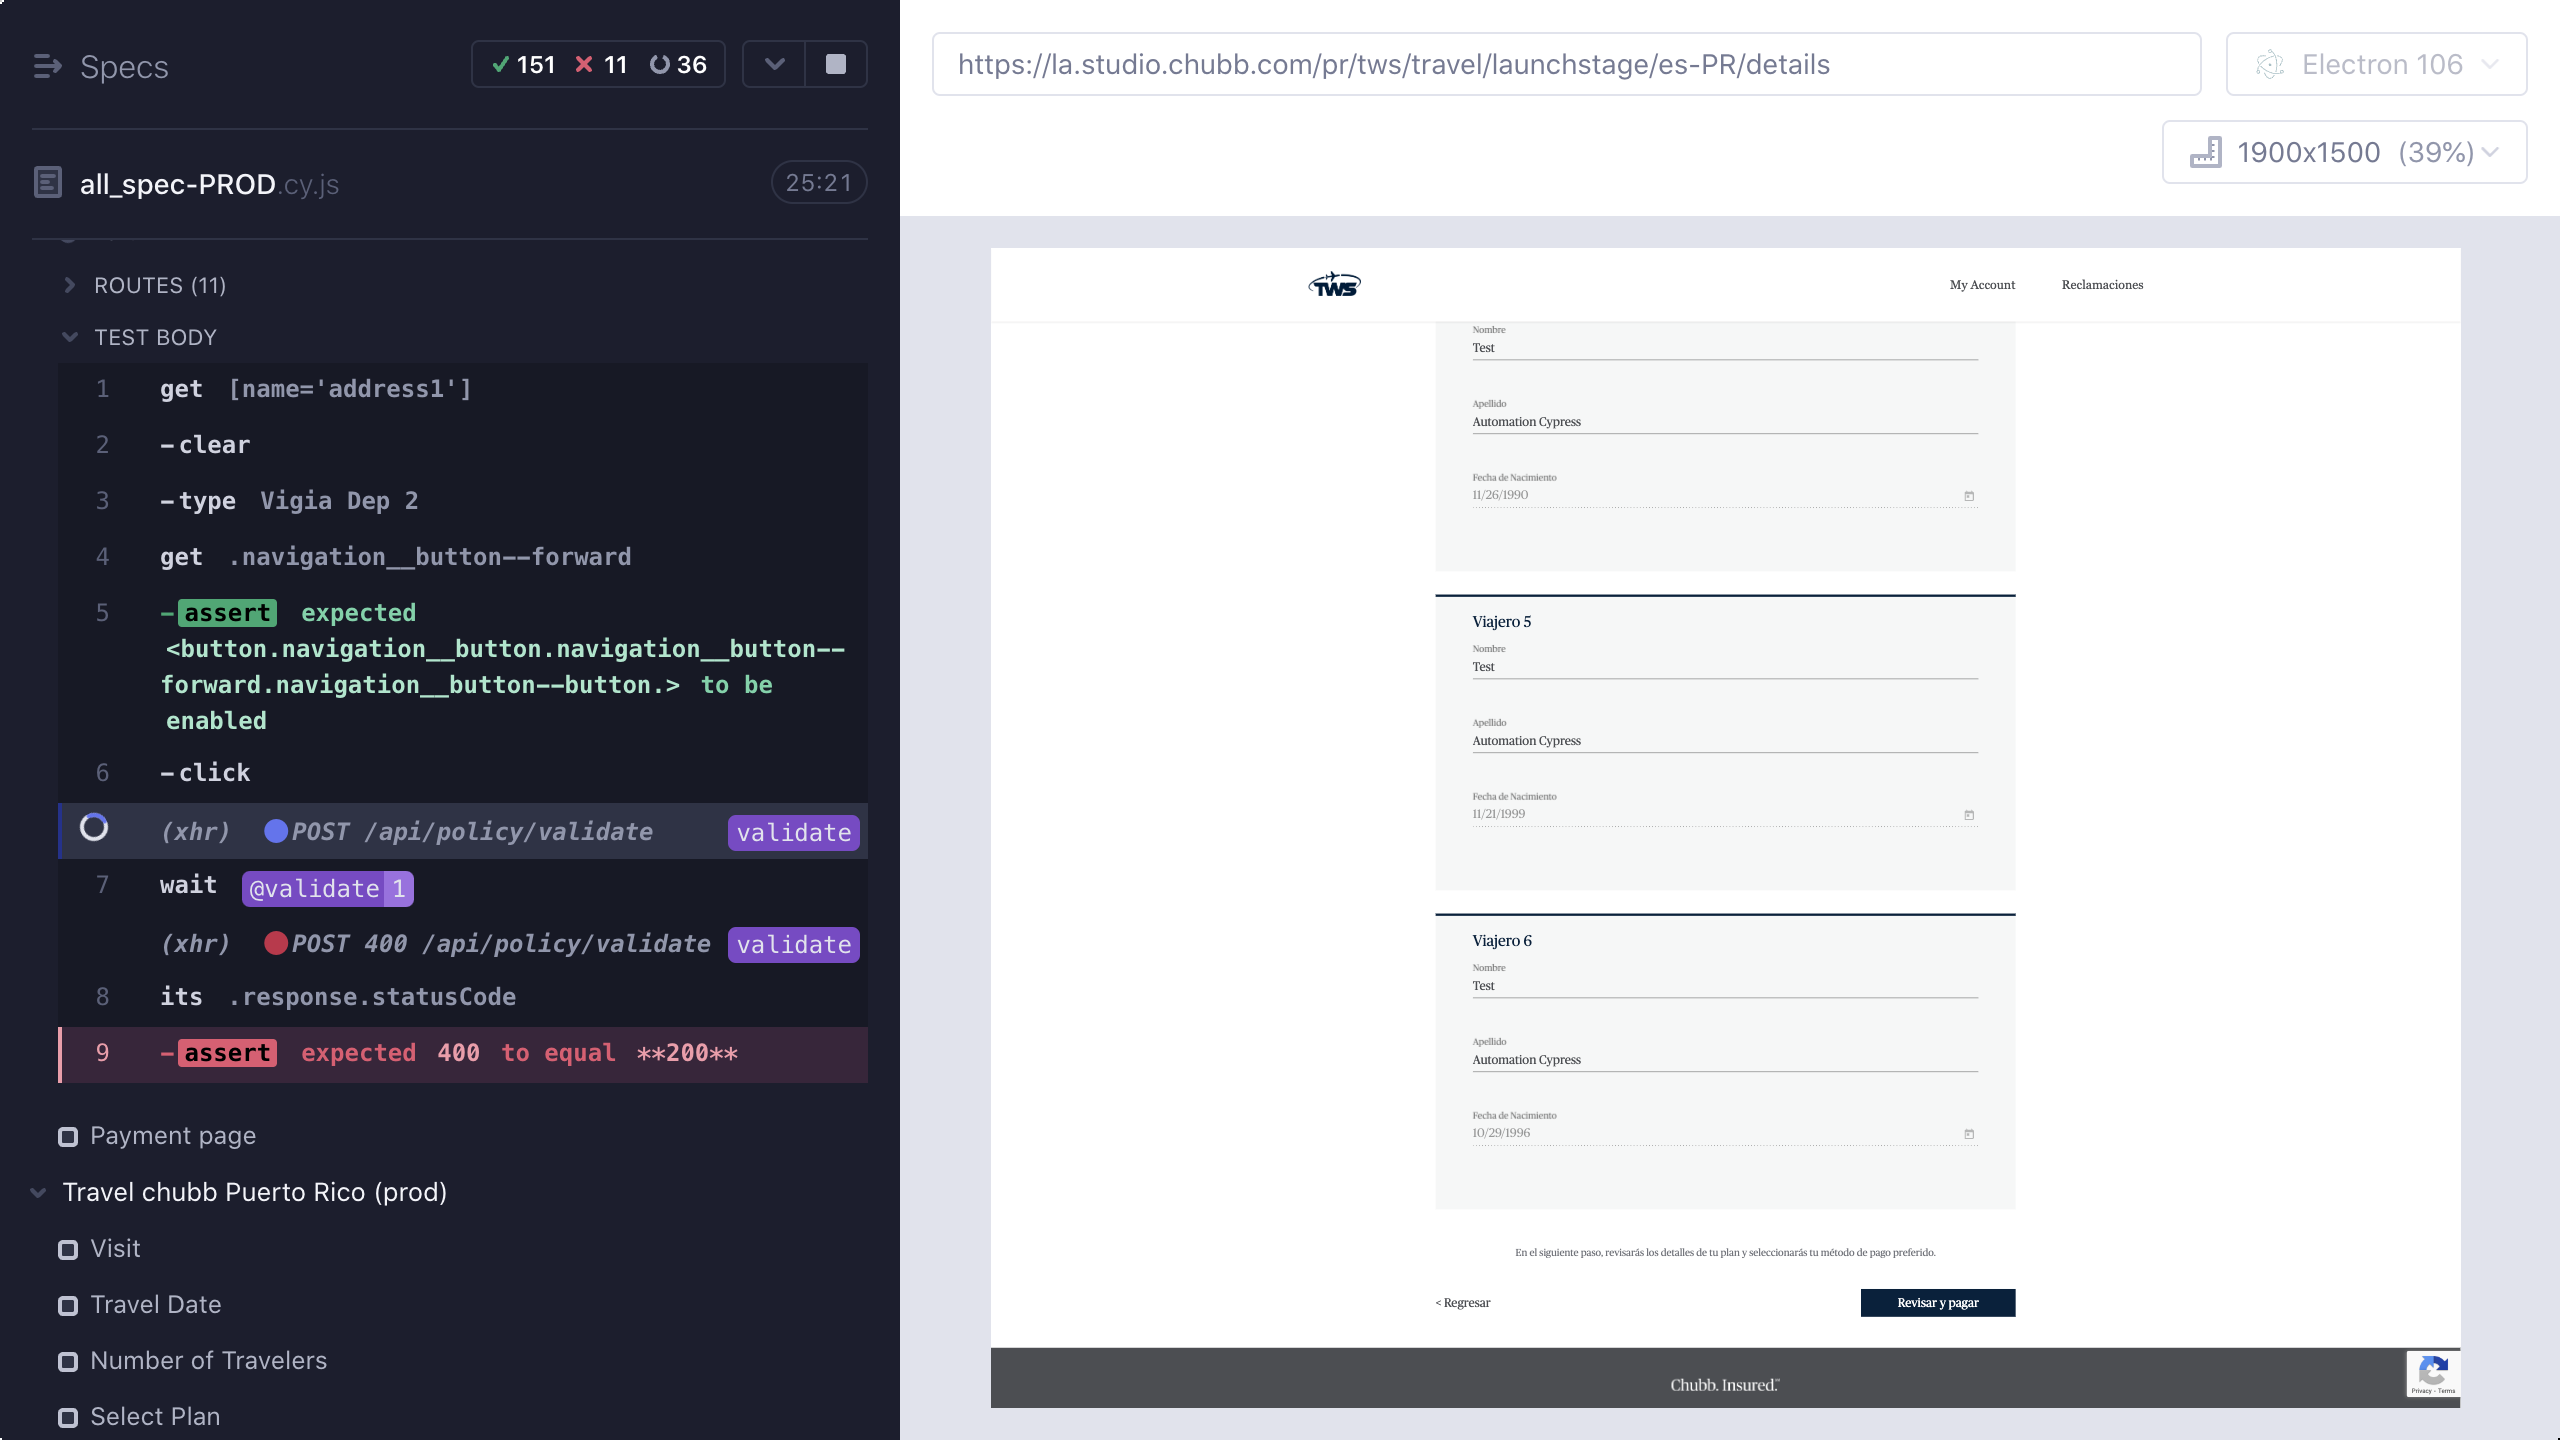 Specs
151 11 36
all_spec-PROD.cy.js 25:21
ROUTES (11)
TEST BODY
1 get [name='address1']
2 -clear
3 -type Vigia Dep 2
4 get .navigation__button--forward
5 -assert expected
<button.navigation__button.navigation__button--
forward.navigation__button--button.> to be
enabled
6 -click
(xhr) POST /api/policy/validate validate
7 wait @validate 1
(xhr) POST 400 /api/policy/validate validate
8 its .response.statusCode
9 -assert expected 400 to equal **200**
Payment page
Travel chubb Puerto Rico (prod)
Visit
Travel Date
Number of Travelers
Select Plan
https://la.studio.chubb.com/pr/tws/travel/launchstage/es-PR/details
Electron 106
1900x1500 (39%)
TWS
My Account Reclamaciones
Nombre
Test
Apellido
Automation Cypress
Fecha de Nacimiento
11/26/1990
Viajero 5
Nombre
Test
Apellido
Automation Cypress
Fecha de Nacimiento
11/21/1999
Viajero 6
Nombre
Test
Apellido
Automation Cypress
Fecha de Nacimiento
10/29/1996
En el siguiente paso, revisarás los detalles de tu plan y seleccionarás tu método de pago preferido.
< Regresar Revisar y pagar
Chubb. Insured.™
Privacy - Terms